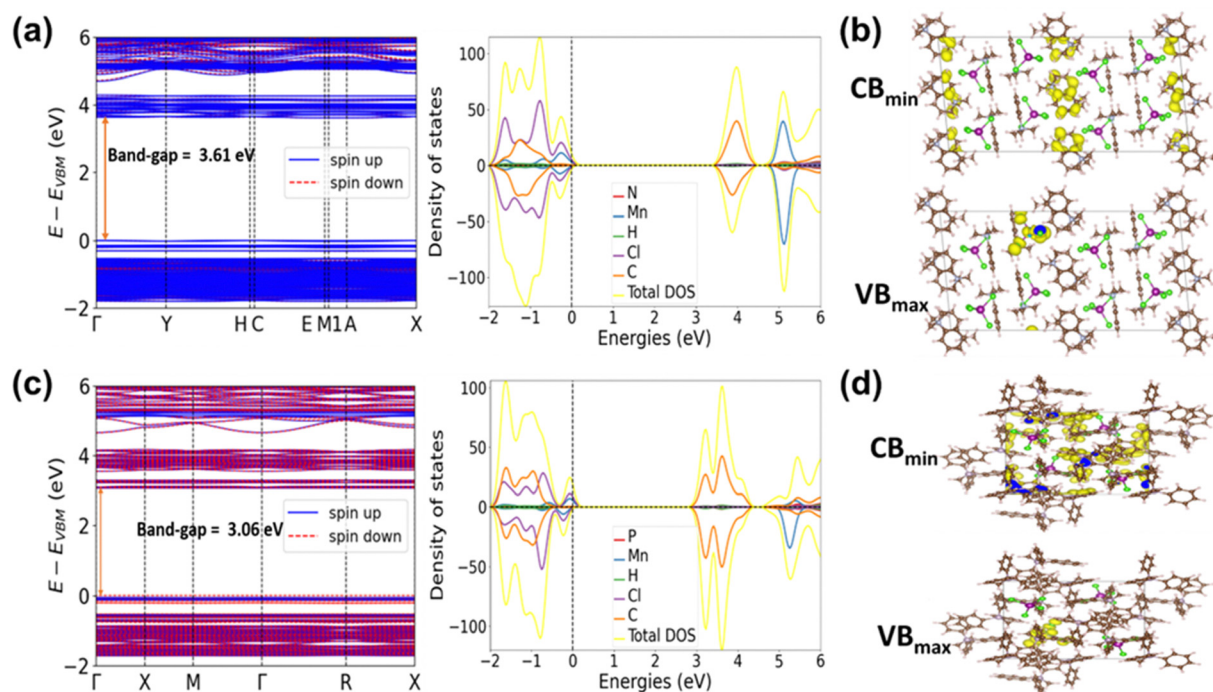 (a)
6
4
2
0
−2
E − E_VBM (eV)
Band-gap = 3.61 eV
spin up
spin down
Γ Y H C E M1 A X
Density of states
100
50
0
−50
−100
N
Mn
H
Cl
C
Total DOS
−2 −1 0 1 2 3 4 5 6
Energies (eV)
(b)
CBmin
VBmax
(c)
6
4
2
0
−2
E − E_VBM (eV)
Band-gap = 3.06 eV
spin up
spin down
Γ X M Γ R X
Density of states
100
50
0
−50
−100
P
Mn
H
Cl
C
Total DOS
−2 −1 0 1 2 3 4 5 6
Energies (eV)
(d)
CBmin
VBmax